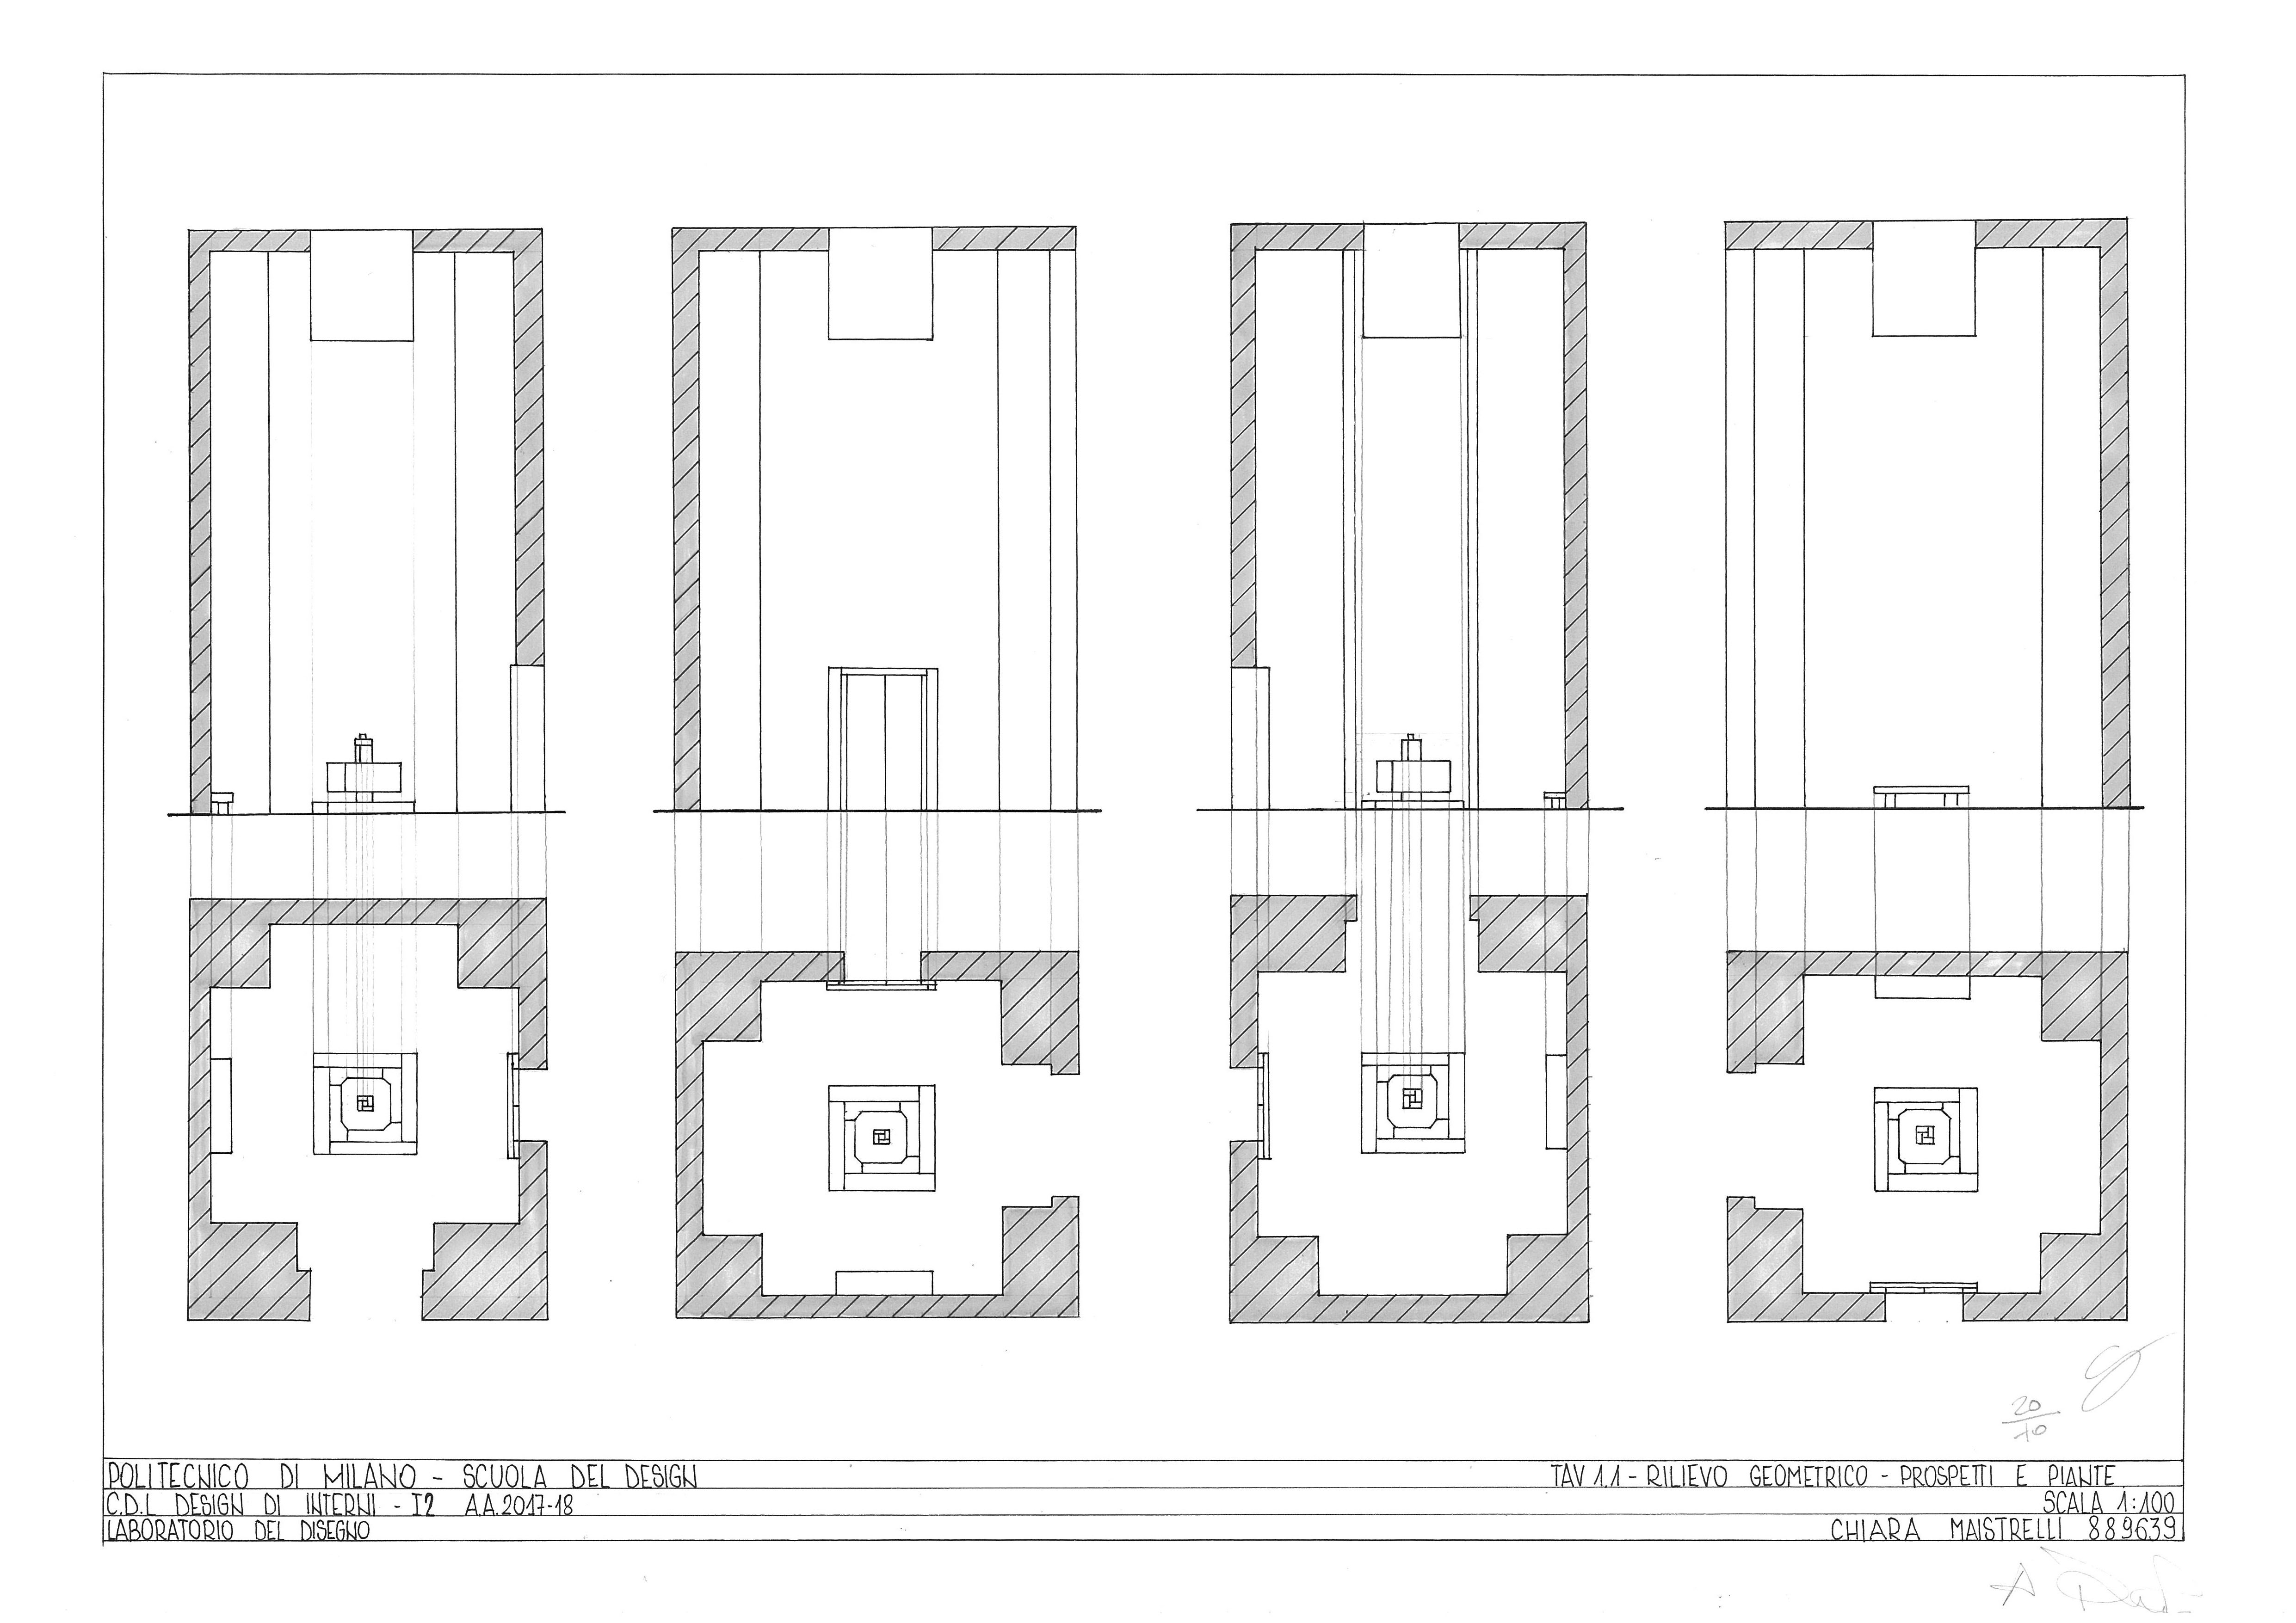 20
10
POLITECNICO DI MILANO - SCUOLA DEL DESIGN
TAV 1.1 - RILIEVO GEOMETRICO - PROSPETTI E PIANTE
C.D.L DESIGN DI INTERNI - I2 A.A.2017-18
SCALA 1:100
LABORATORIO DEL DISEGNO
CHIARA MAISTRELLI 889639